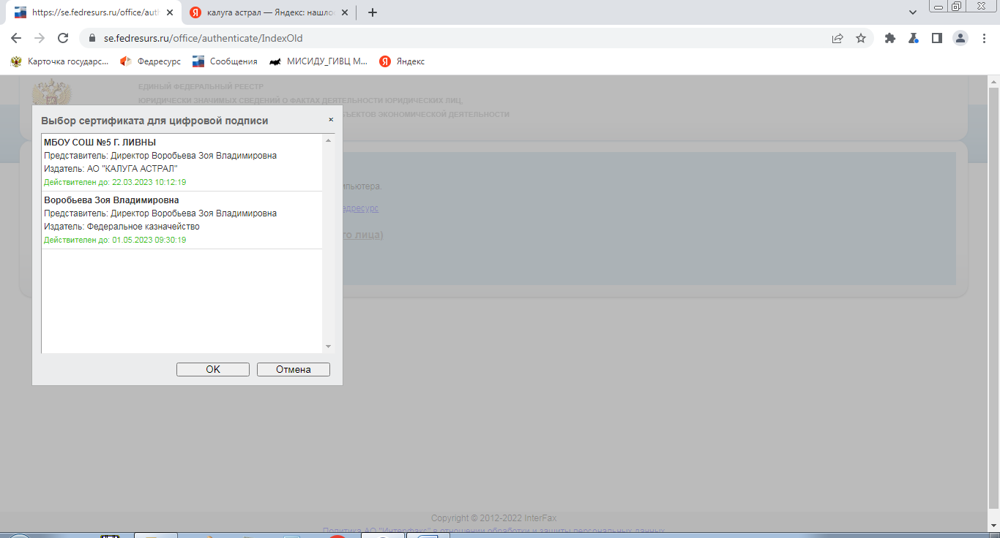 https://se.fedresurs.ru/office/aut
калуга астрал — Яндекс: нашло
se.fedresurs.ru/office/authenticate/IndexOld
Карточка государс...
Федресурс
Сообщения
МИСИДУ_ГИВЦ М...
Яндекс
ЕДИНЫЙ ФЕДЕРАЛЬНЫЙ РЕЕСТР
ЮРИДИЧЕСКИ ЗНАЧИМЫХ СВЕДЕНИЙ О ФАКТАХ ДЕЯТЕЛЬНОСТИ ЮРИДИЧЕСКИХ ЛИЦ,
ЪЕКТОВ ЭКОНОМИЧЕСКОЙ ДЕЯТЕЛЬНОСТИ
Выбор сертификата для цифровой подписи
МБОУ СОШ №5 Г. ЛИВНЫ
Представитель: Директор Воробьева Зоя Владимировна
Издатель: АО "КАЛУГА АСТРАЛ"
Действителен до: 22.03.2023 10:12:19
Воробьева Зоя Владимировна
Представитель: Директор Воробьева Зоя Владимировна
Издатель: Федеральное казначейство
Действителен до: 01.05.2023 09:30:19
мпьютера.
едресурс
го лица)
OK
Отмена
Copyright © 2012-2022 InterFax
Политика АО "Интерфакс" в отношении обработки и защиты персональных данных